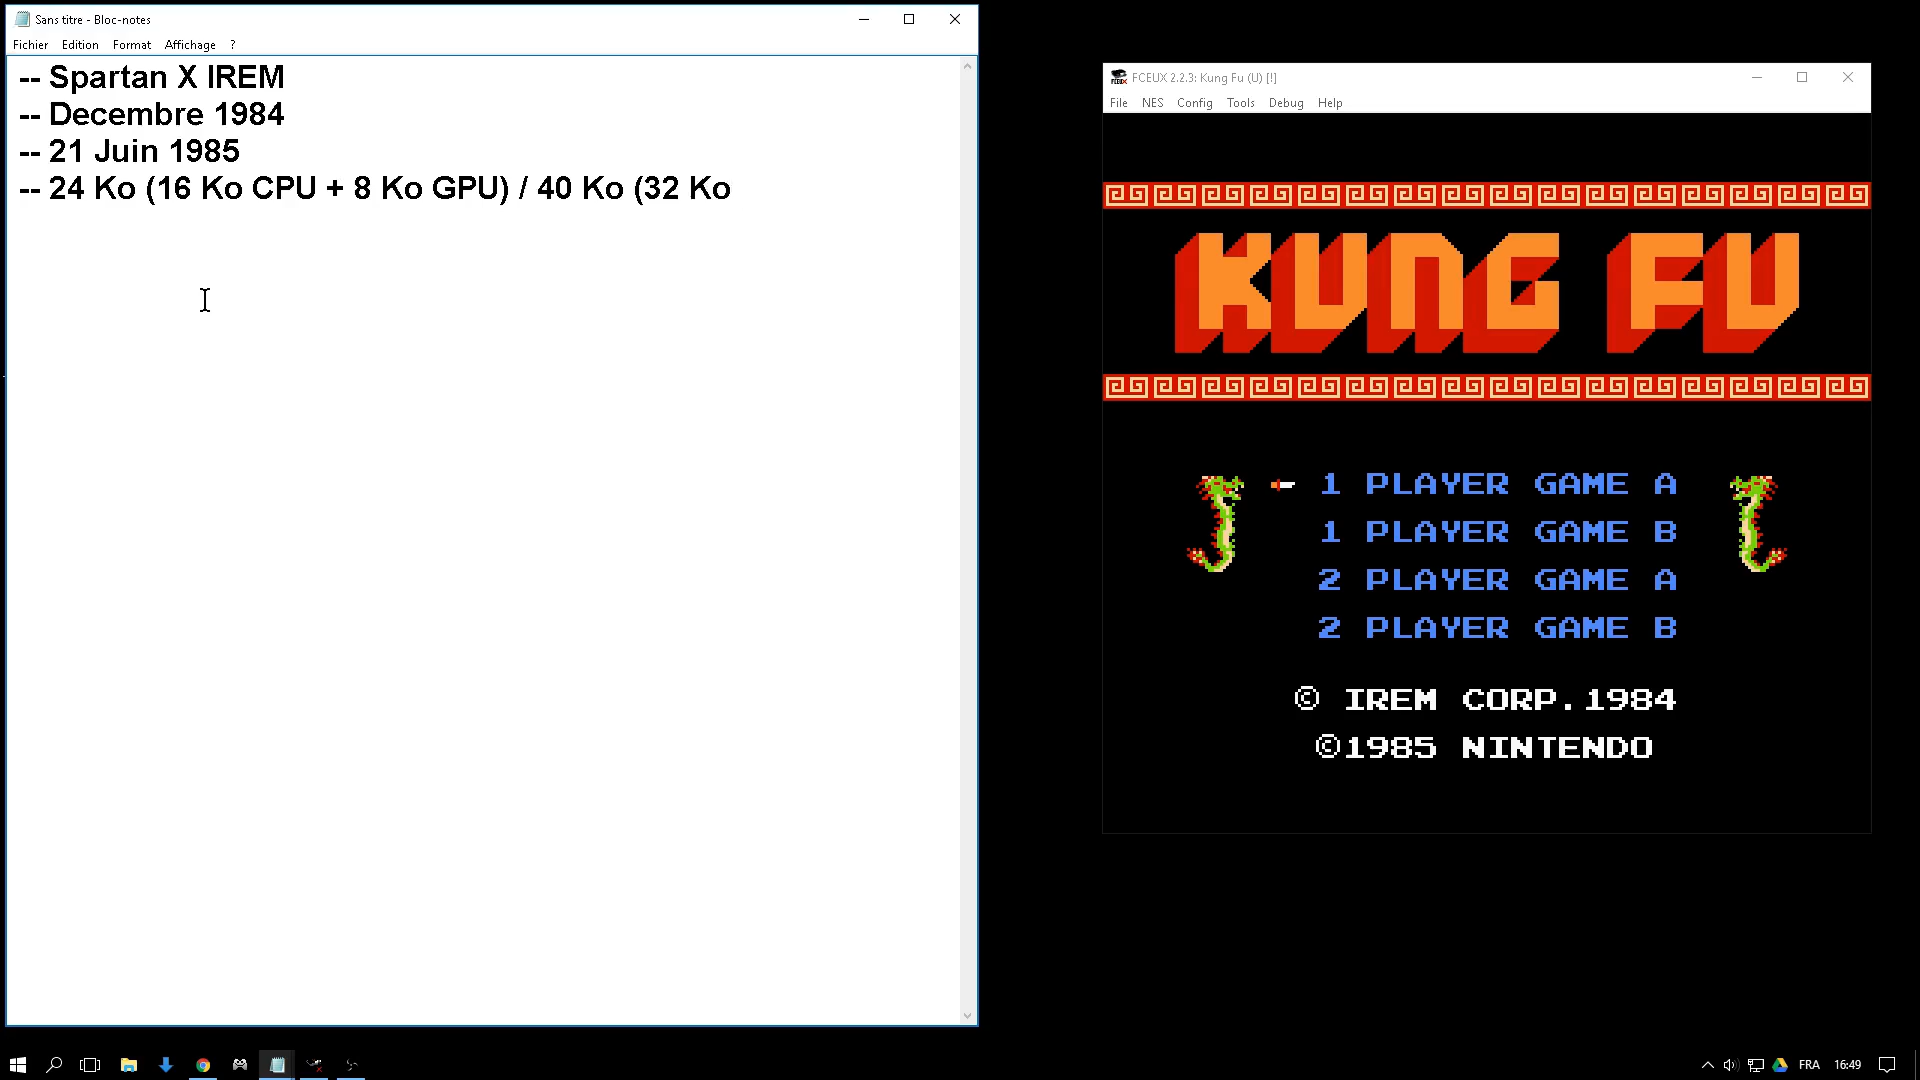 Sans titre - Bloc-notes
Fichier Edition Format Affichage ?
-- Spartan X IREM
-- Decembre 1984
-- 21 Juin 1985
-- 24 Ko (16 Ko CPU + 8 Ko GPU) / 40 Ko (32 Ko
FCEUX 2.2.3: Kung Fu (U) [!]
File NES Config Tools Debug Help
KUNG FU
1 PLAYER GAME A
1 PLAYER GAME B
2 PLAYER GAME A
2 PLAYER GAME B
© IREM CORP.1984
©1985 NINTENDO
FRA 16:49